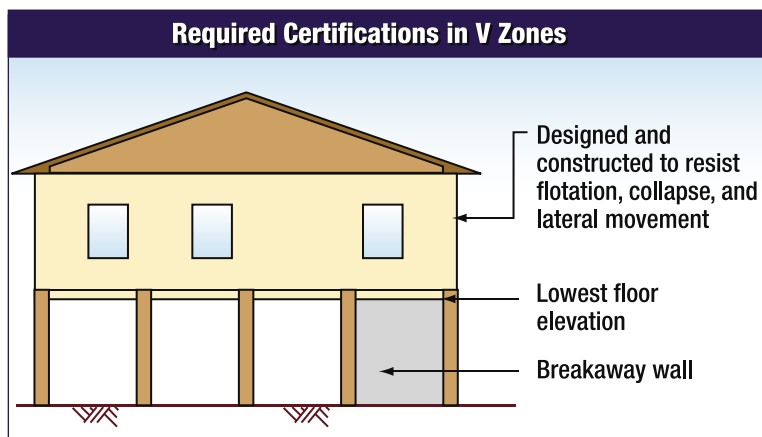 Required Certifications in V Zones
Designed and
constructed to resist
flotation, collapse, and
lateral movement
Lowest floor
elevation
Breakaway wall